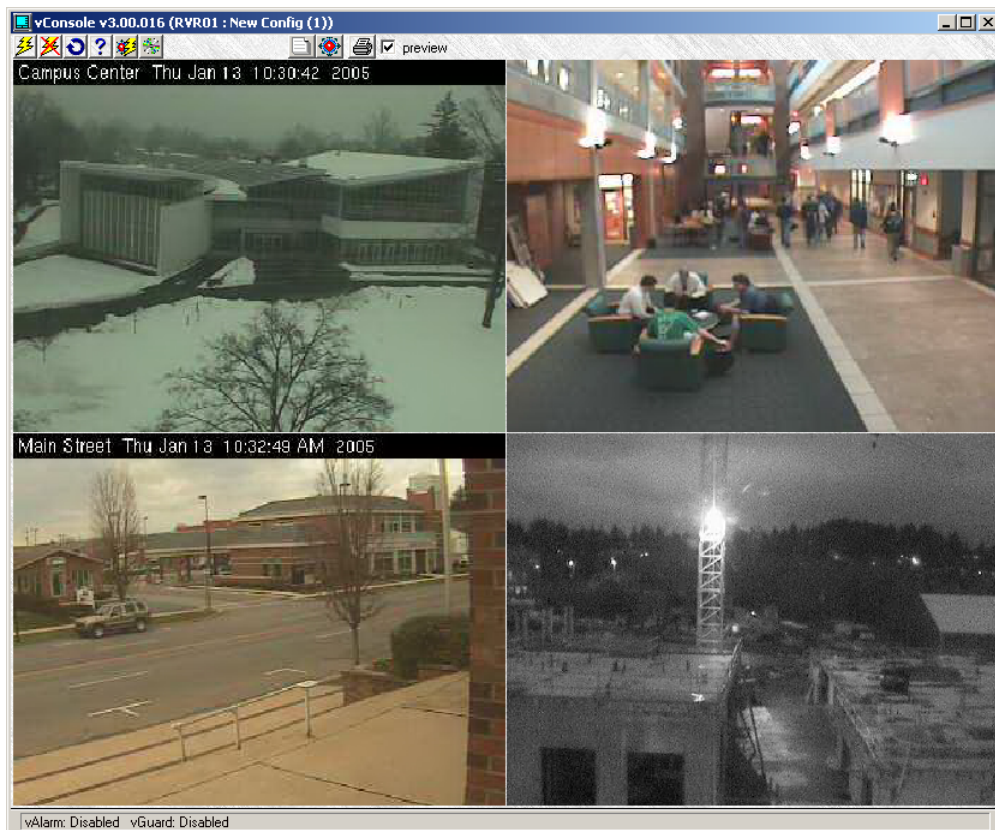 vConsole v3.00.016 (RVR01 : New Config (1))
preview
Campus Center Thu Jan 13 10:30:42 2005
Main Street Thu Jan 13 10:32:49 AM 2005
vAlarm: Disabled vGuard: Disabled